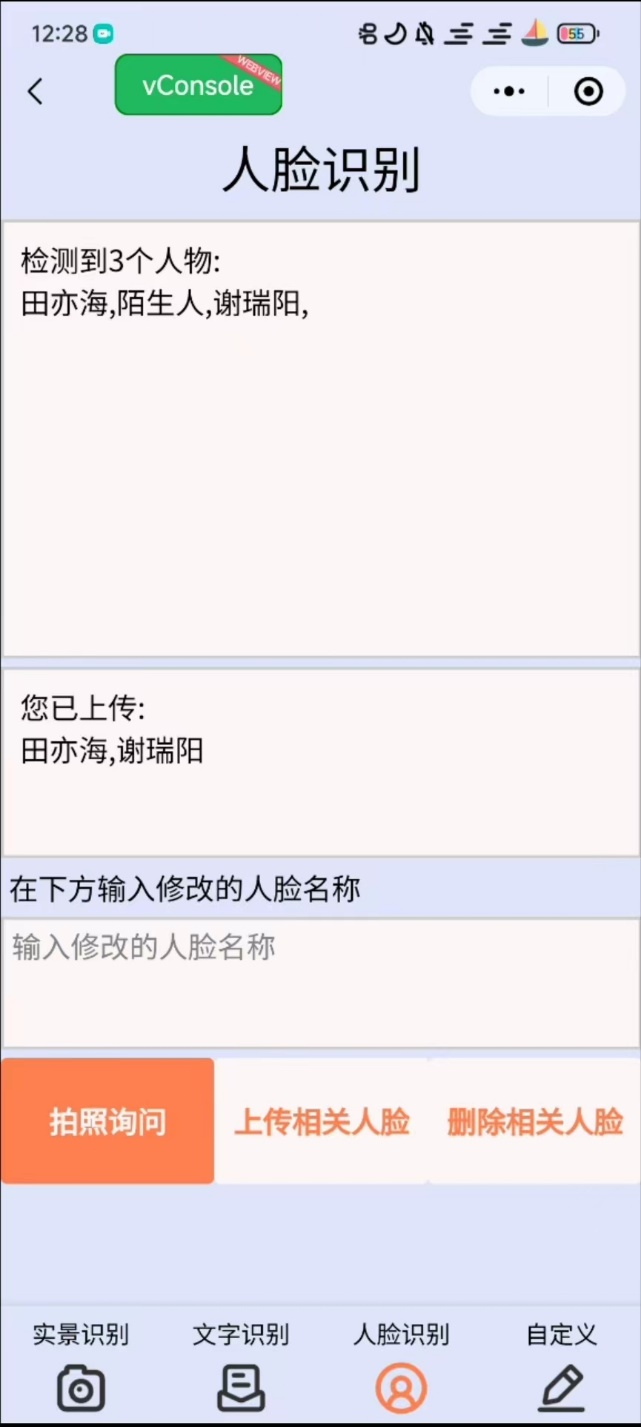 12:28
55
vConsole
WEBVIEW
人脸识别
检测到3个人物:
田亦海,陌生人,谢瑞阳,
您已上传:
田亦海,谢瑞阳
在下方输入修改的人脸名称
输入修改的人脸名称
拍照询问 上传相关人脸 删除相关人脸
实景识别 文字识别 人脸识别 自定义